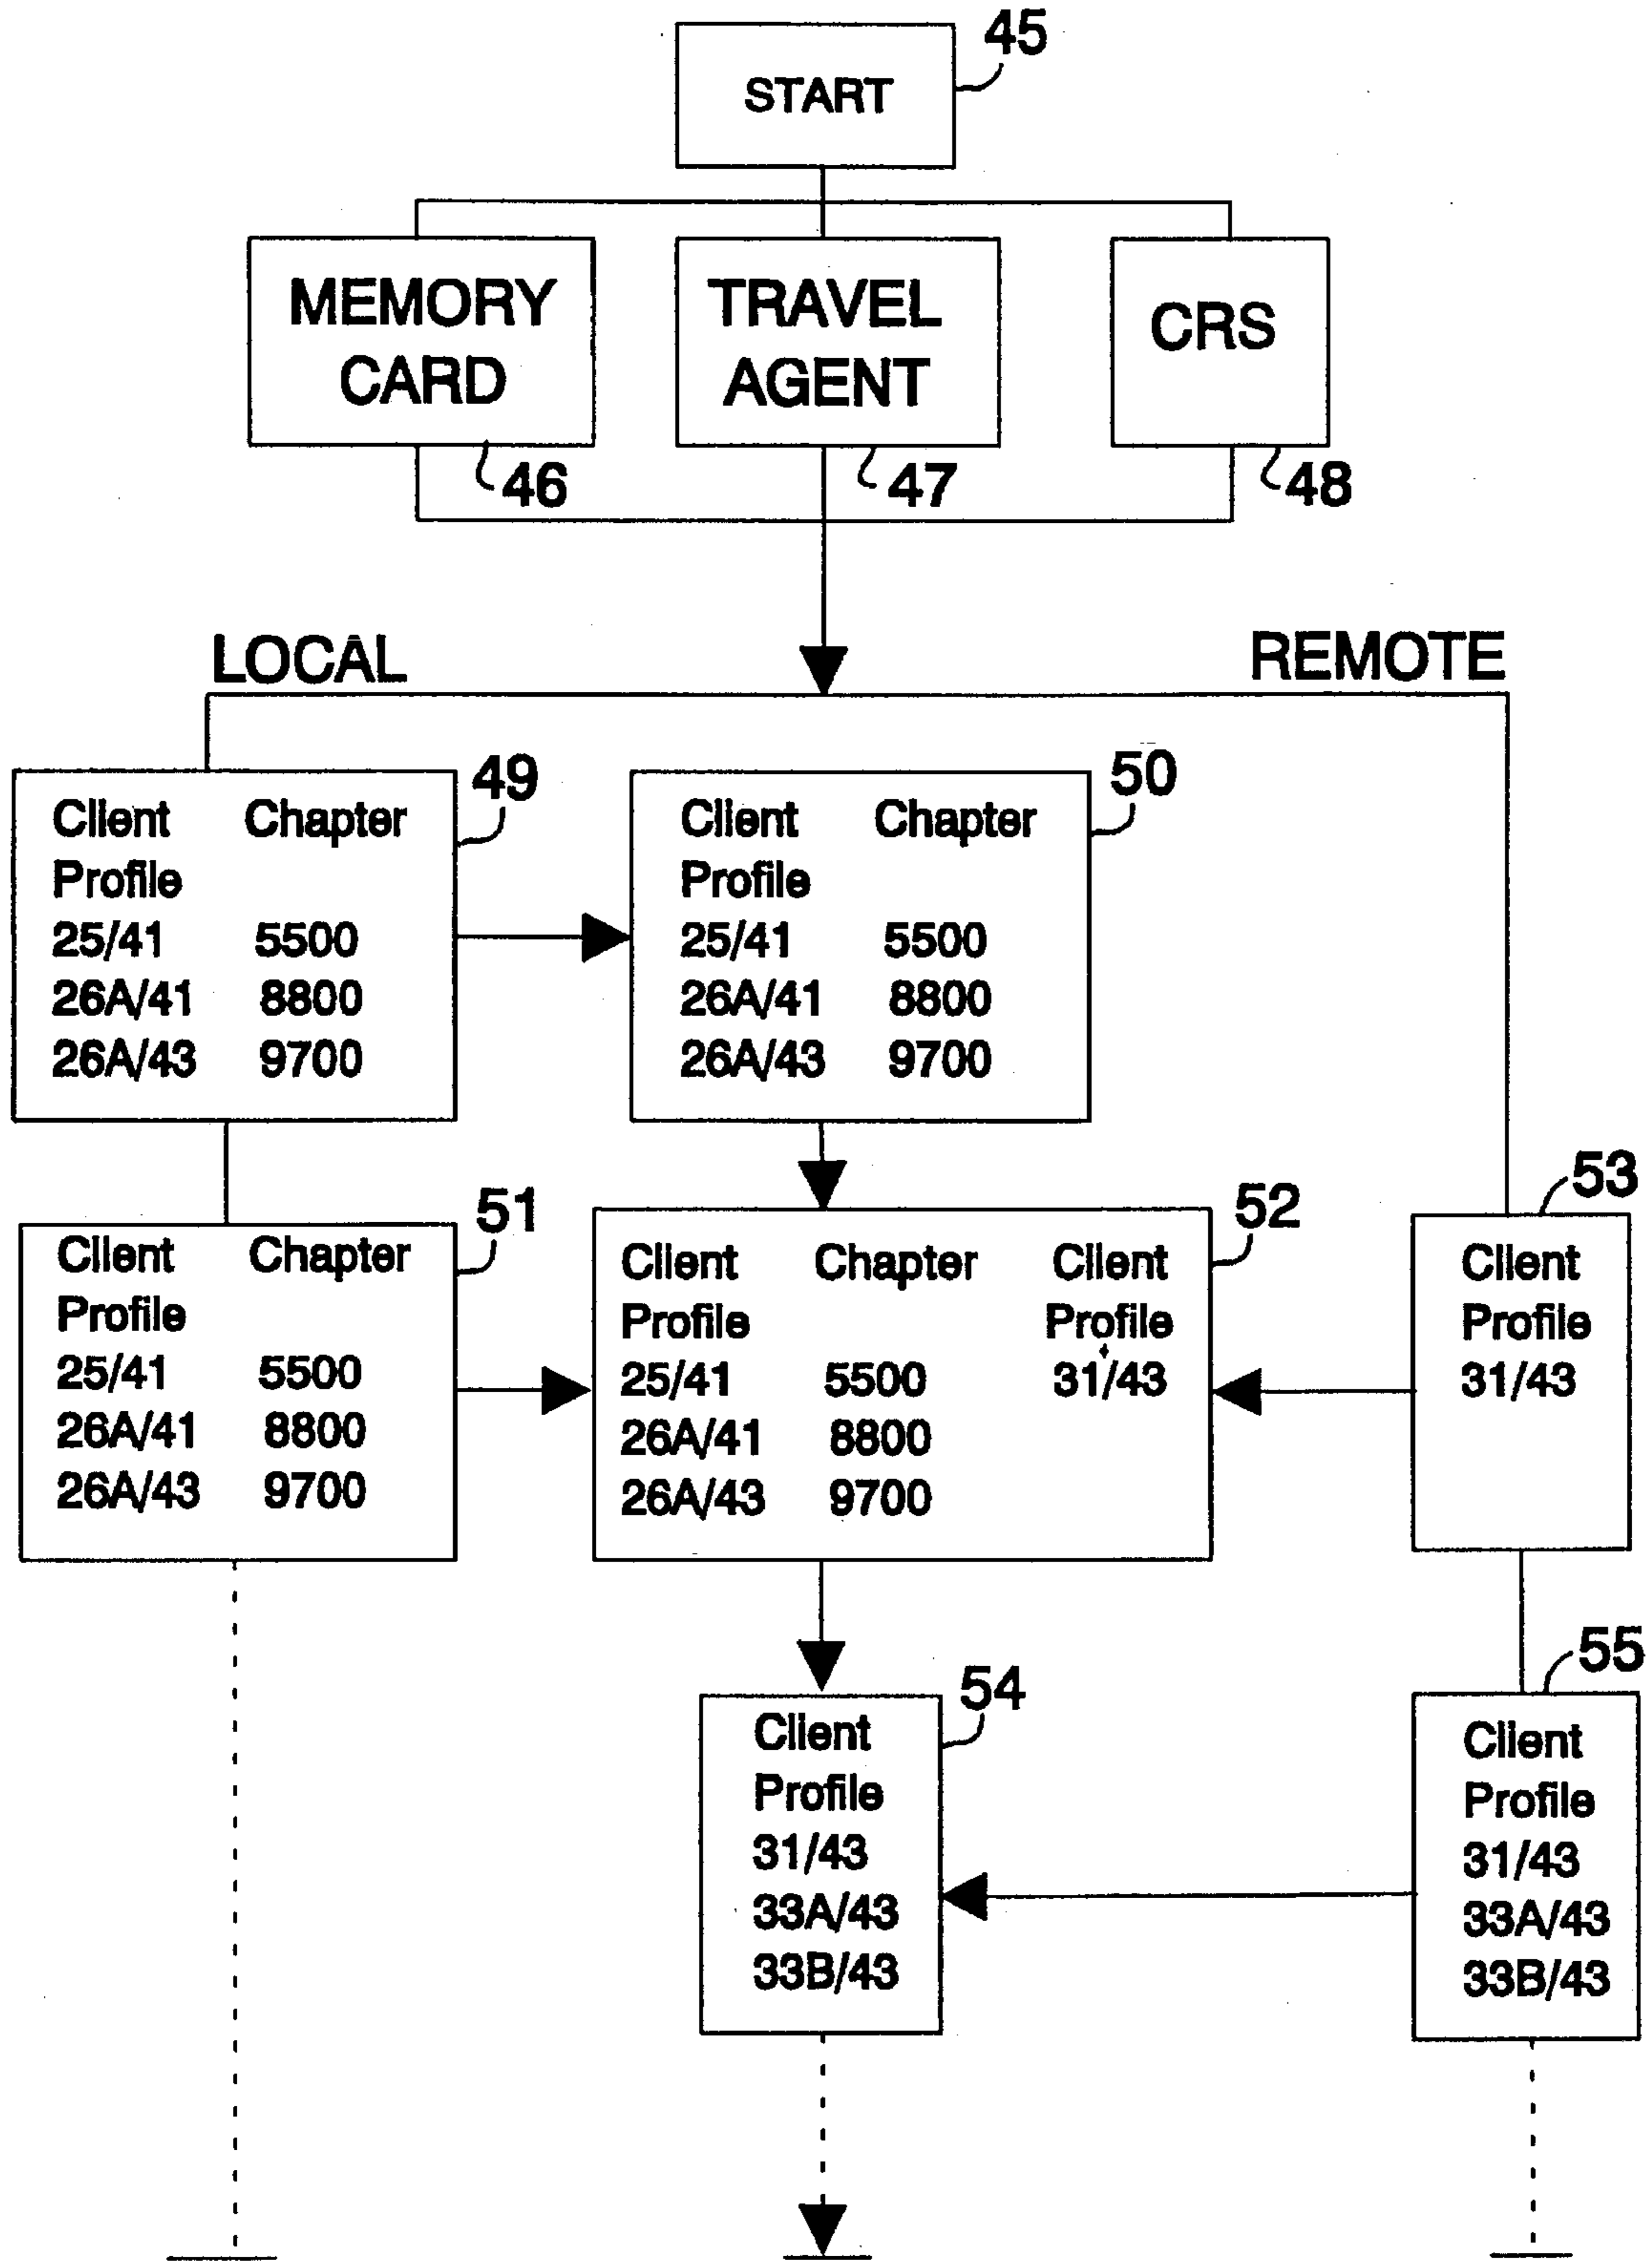 45
START
MEMORY
CARD
TRAVEL
AGENT
CRS
46
47
48
LOCAL
REMOTE
49
Client Chapter
Profile
25/41 5500
26A/41 8800
26A/43 9700
50
Client Chapter
Profile
25/41 5500
26A/41 8800
26A/43 9700
51
Client Chapter
Profile
25/41 5500
26A/41 8800
26A/43 9700
52
Client Chapter Client
Profile Profile
25/41 5500 31/43
26A/41 8800
26A/43 9700
53
Client
Profile
31/43
54
Client
Profile
31/43
33A/43
33B/43
55
Client
Profile
31/43
33A/43
33B/43